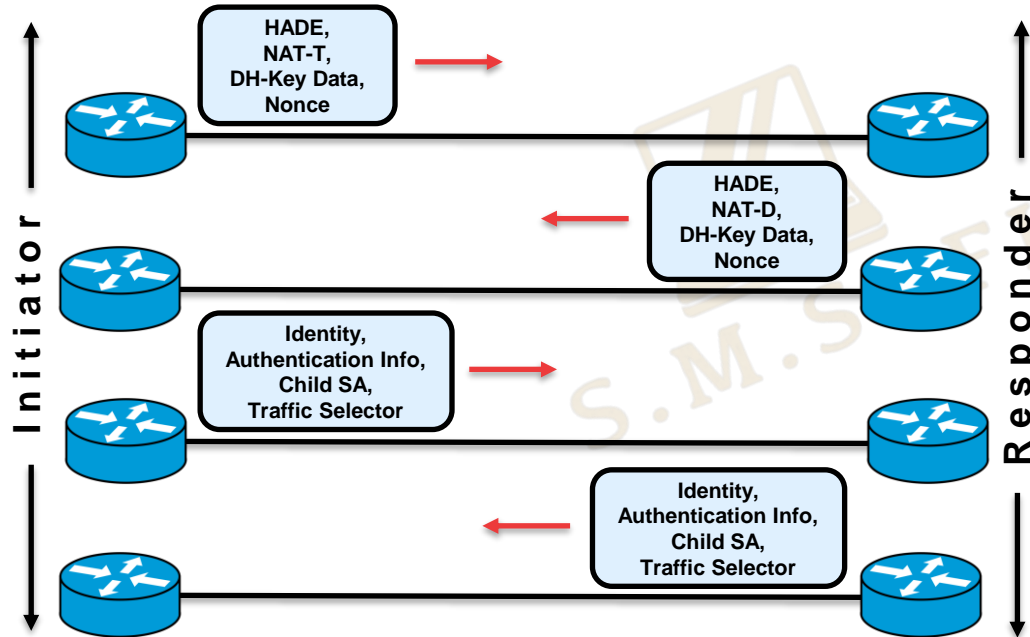 Initiator
HADE,
NAT-T,
DH-Key Data,
Nonce
HADE,
NAT-D,
DH-Key Data,
Nonce
Identity,
Authentication Info,
Child SA,
Traffic Selector
Identity,
Authentication Info,
Child SA,
Traffic Selector
Responder